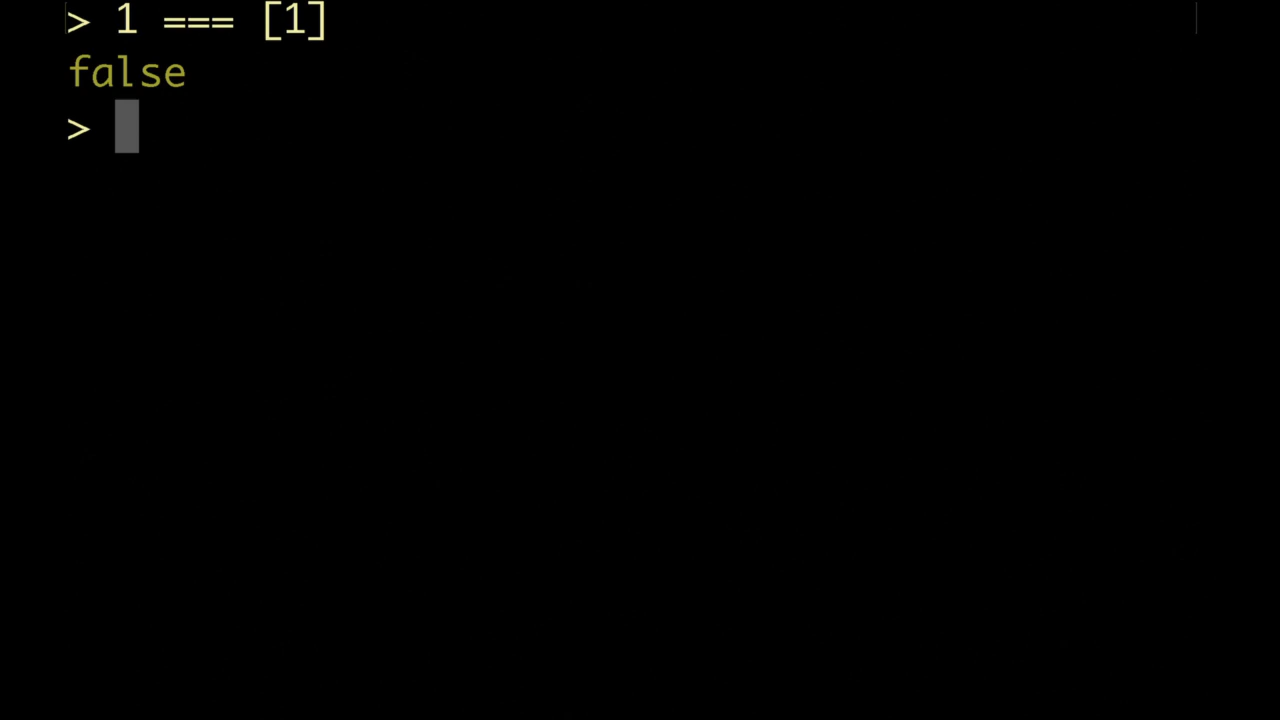 > 1 === [1]
false
>